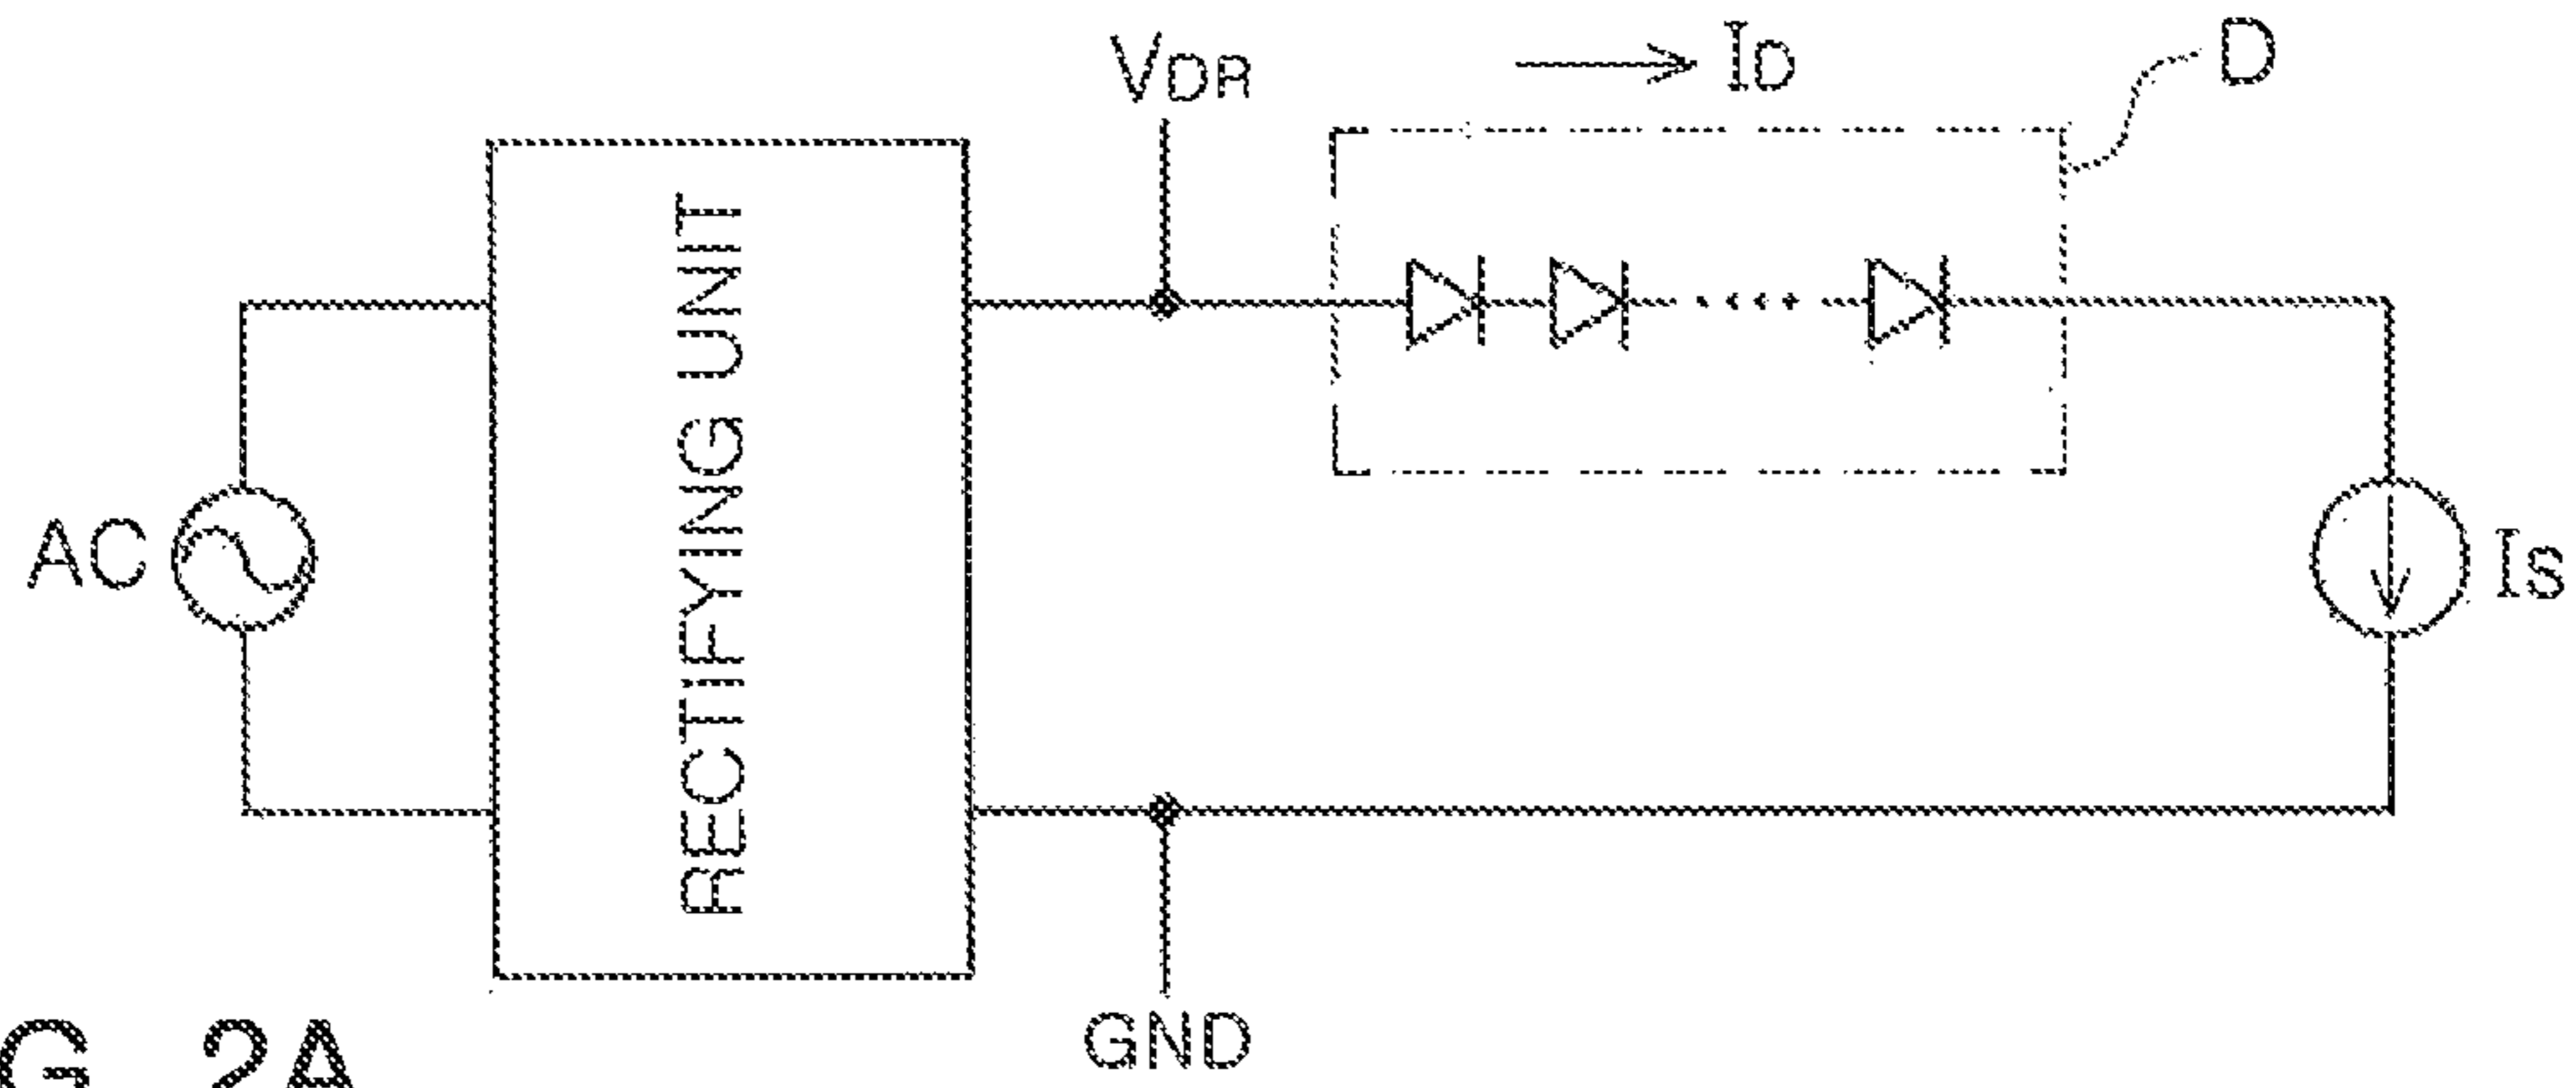 VDR
ID
D
RECTIFYING UNIT
AC
IS
GND
G. 2A